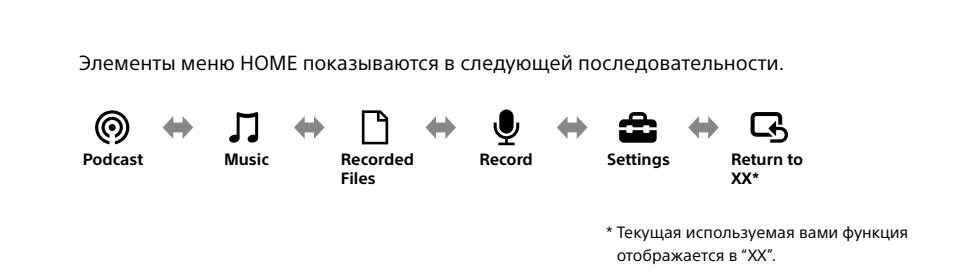 Элементы меню HOME показываются в следующей последовательности.
Podcast Music Recorded Files Record Settings Return to XX*
* Текущая используемая вами функция
отображается в “XX”.